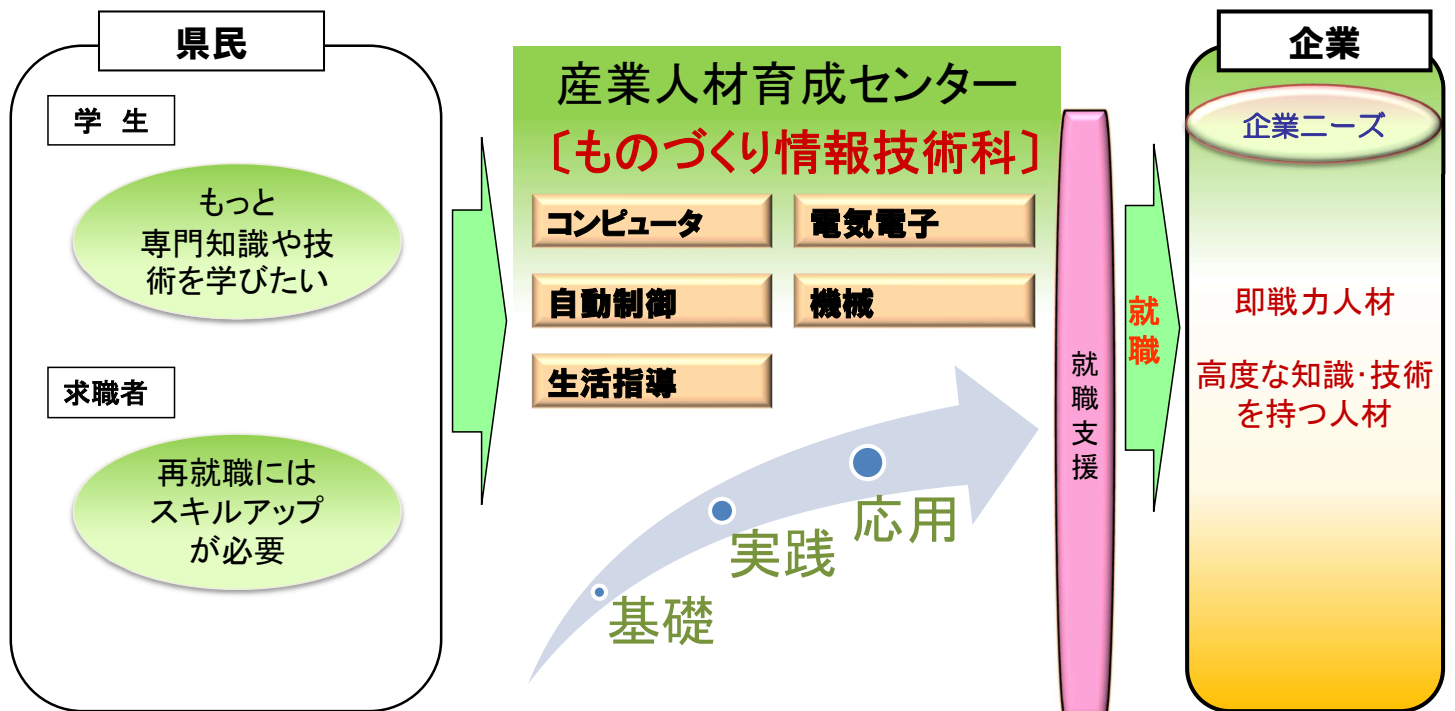 県民
学 生
もっと
専門知識や技
術を学びたい
求職者
再就職には
スキルアップ
が必要
産業人材育成センター
〔ものづくり情報技術科〕
コンピュータ
電気電子
自動制御
機械
生活指導
基礎
実践
応用
就職支援
就職
企業
企業ニーズ
即戦力人材
高度な知識・技術
を持つ人材